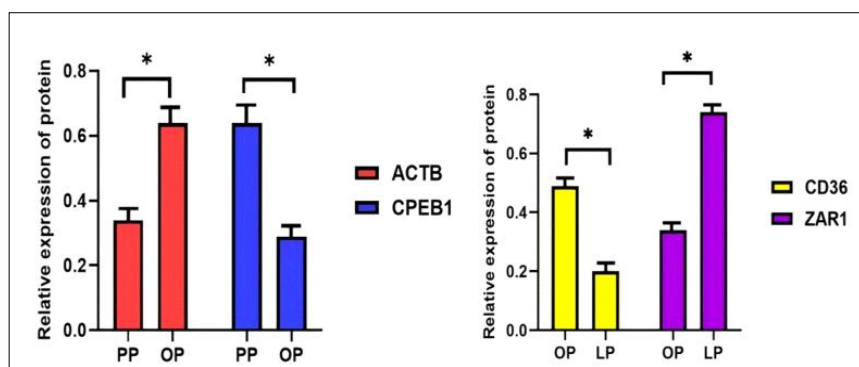 Relative expression of protein
0.8
0.6
0.4
0.2
0.0
*
*
PP
OP
PP
OP
ACTB
CPEB1
Relative expression of protein
0.8
0.6
0.4
0.2
0.0
*
*
OP
LP
OP
LP
CD36
ZAR1